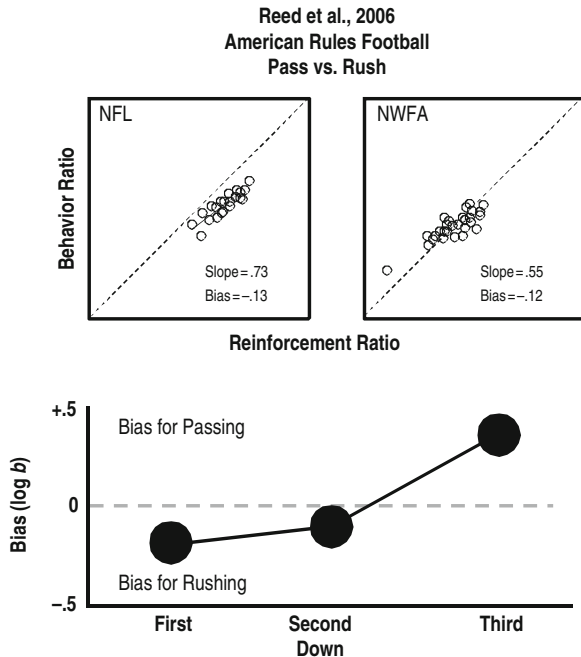 Reed et al., 2006
American Rules Football
Pass vs. Rush
NFL
NWFA
Behavior Ratio
Slope=.73
Bias=–.13
Slope=.55
Bias=–.12
Reinforcement Ratio
+.5
Bias for Passing
Bias (log b)
0
Bias for Rushing
–.5
First
Second
Third
Down